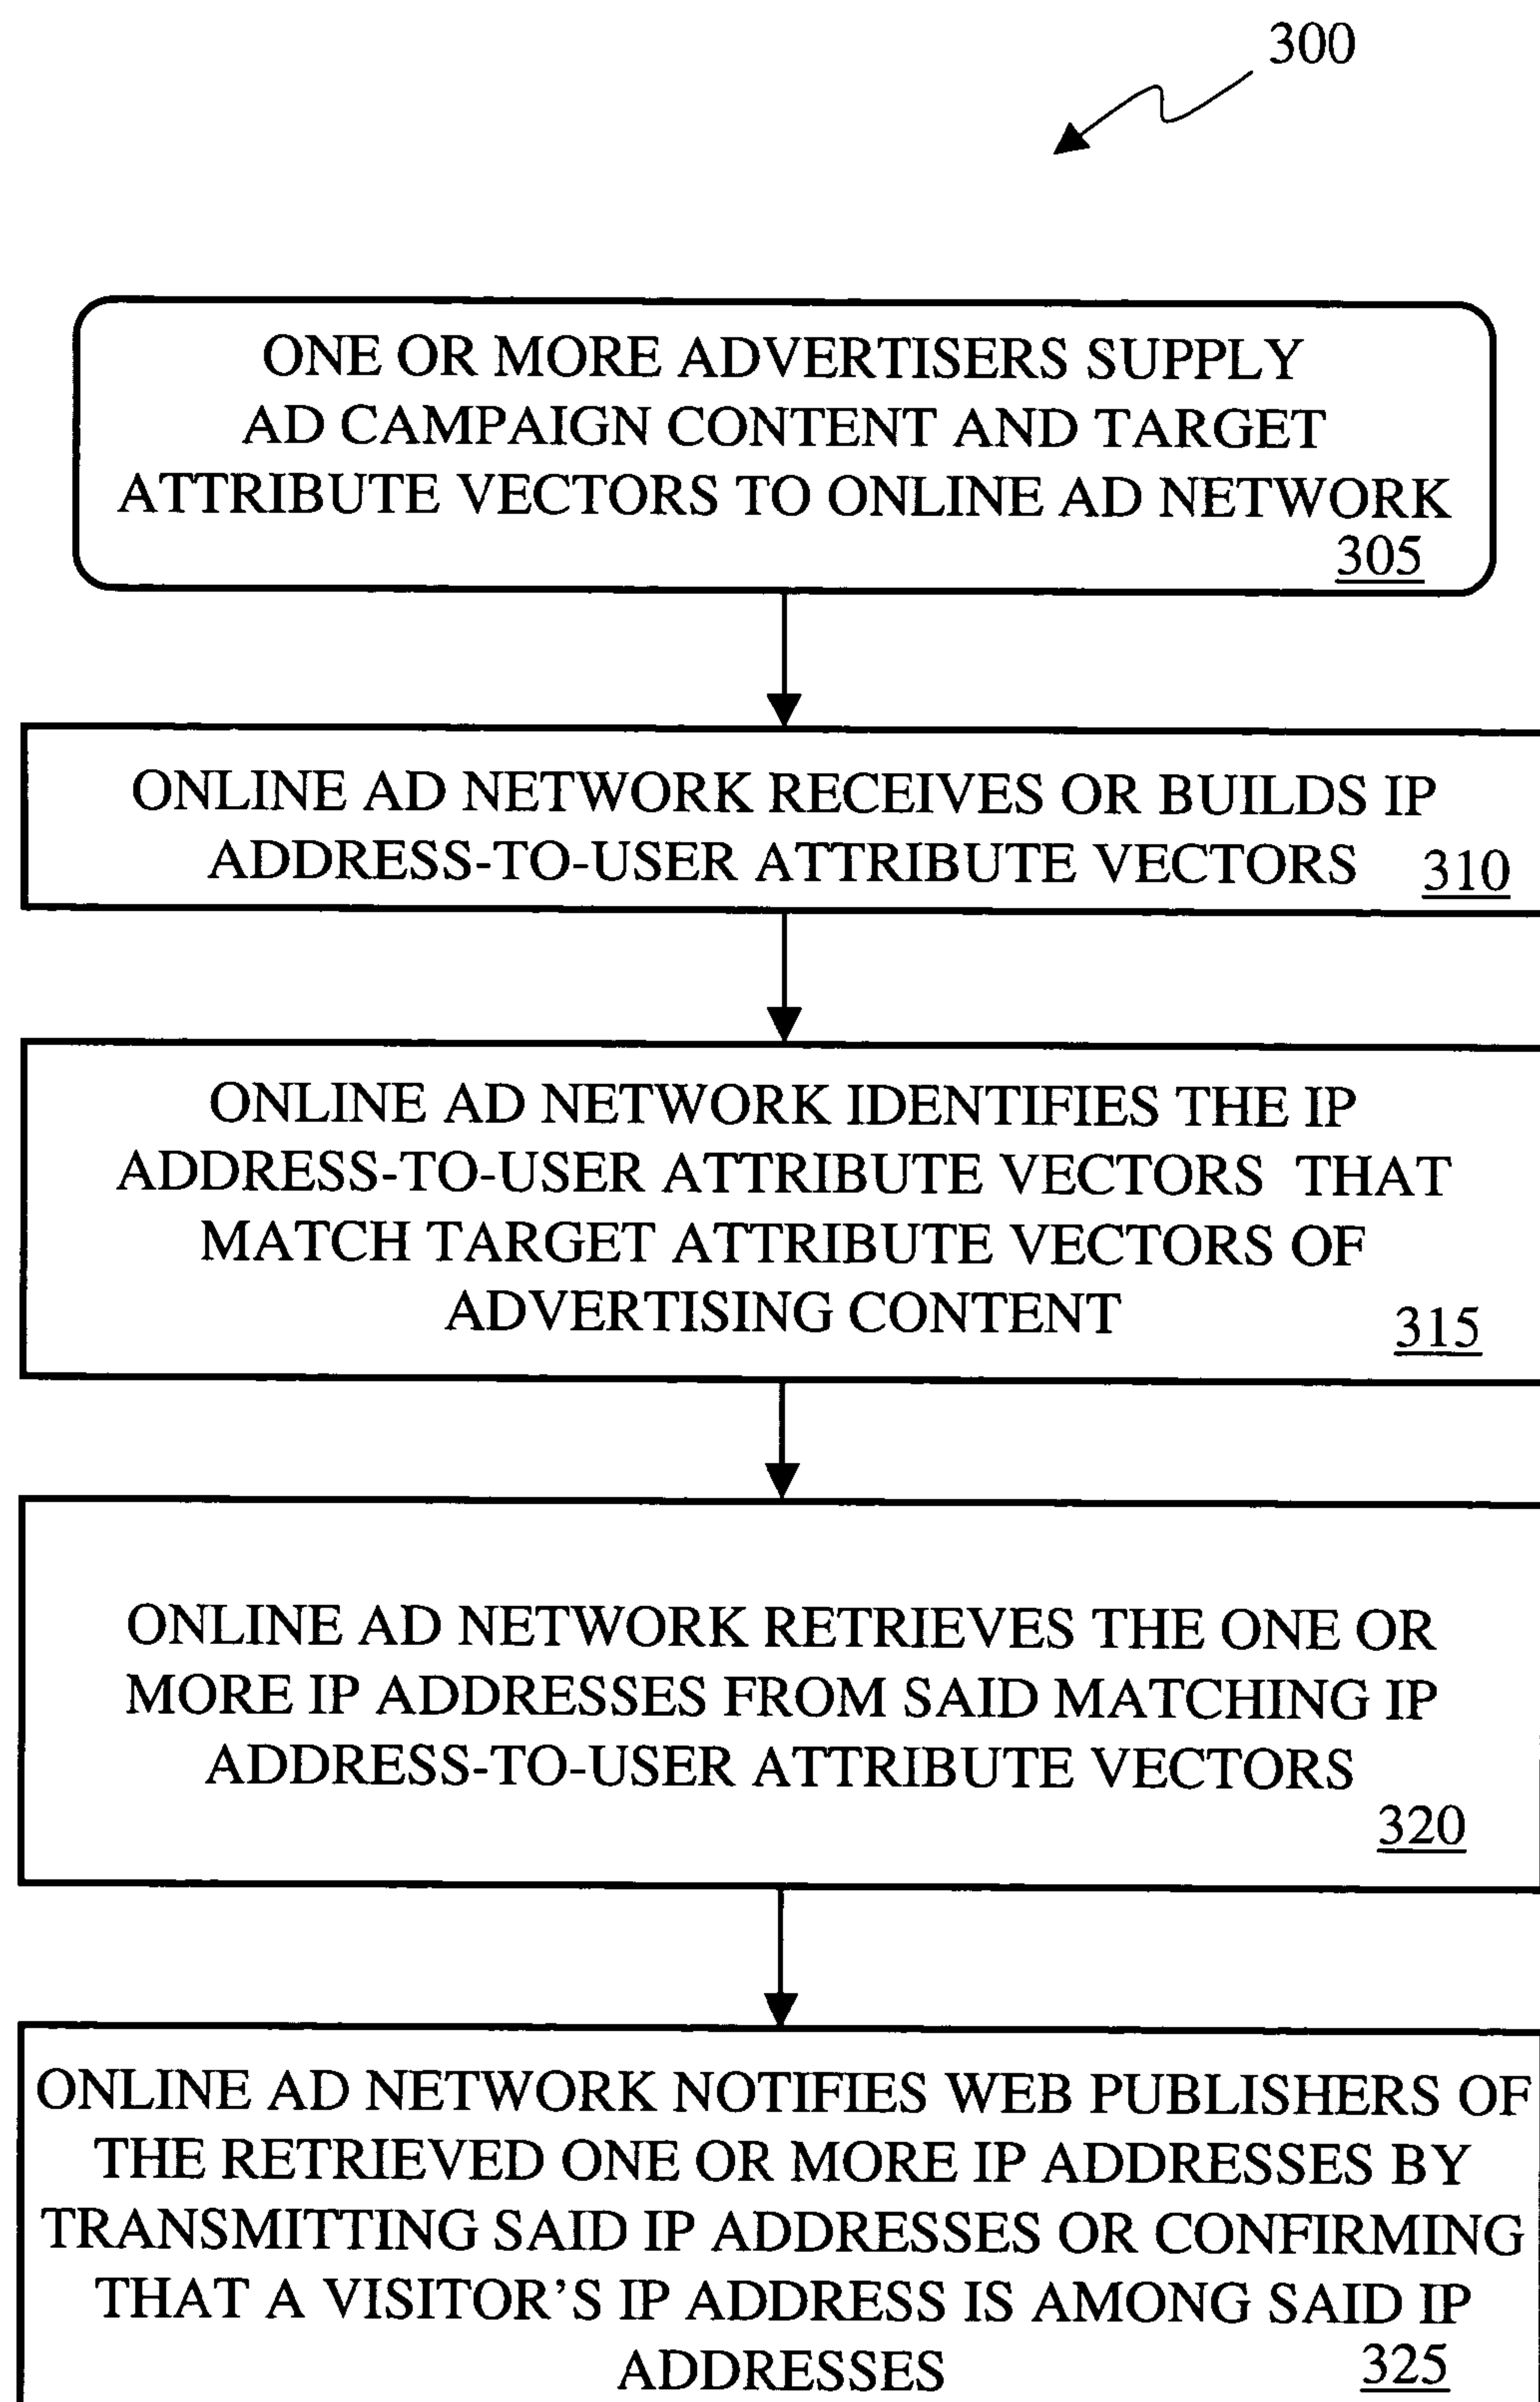 300
ONE OR MORE ADVERTISERS SUPPLY
AD CAMPAIGN CONTENT AND TARGET
ATTRIBUTE VECTORS TO ONLINE AD NETWORK
305
ONLINE AD NETWORK RECEIVES OR BUILDS IP
ADDRESS-TO-USER ATTRIBUTE VECTORS 310
ONLINE AD NETWORK IDENTIFIES THE IP
ADDRESS-TO-USER ATTRIBUTE VECTORS THAT
MATCH TARGET ATTRIBUTE VECTORS OF
ADVERTISING CONTENT 315
ONLINE AD NETWORK RETRIEVES THE ONE OR
MORE IP ADDRESSES FROM SAID MATCHING IP
ADDRESS-TO-USER ATTRIBUTE VECTORS
320
ONLINE AD NETWORK NOTIFIES WEB PUBLISHERS OF
THE RETRIEVED ONE OR MORE IP ADDRESSES BY
TRANSMITTING SAID IP ADDRESSES OR CONFIRMING
THAT A VISITOR'S IP ADDRESS IS AMONG SAID IP
ADDRESSES 325